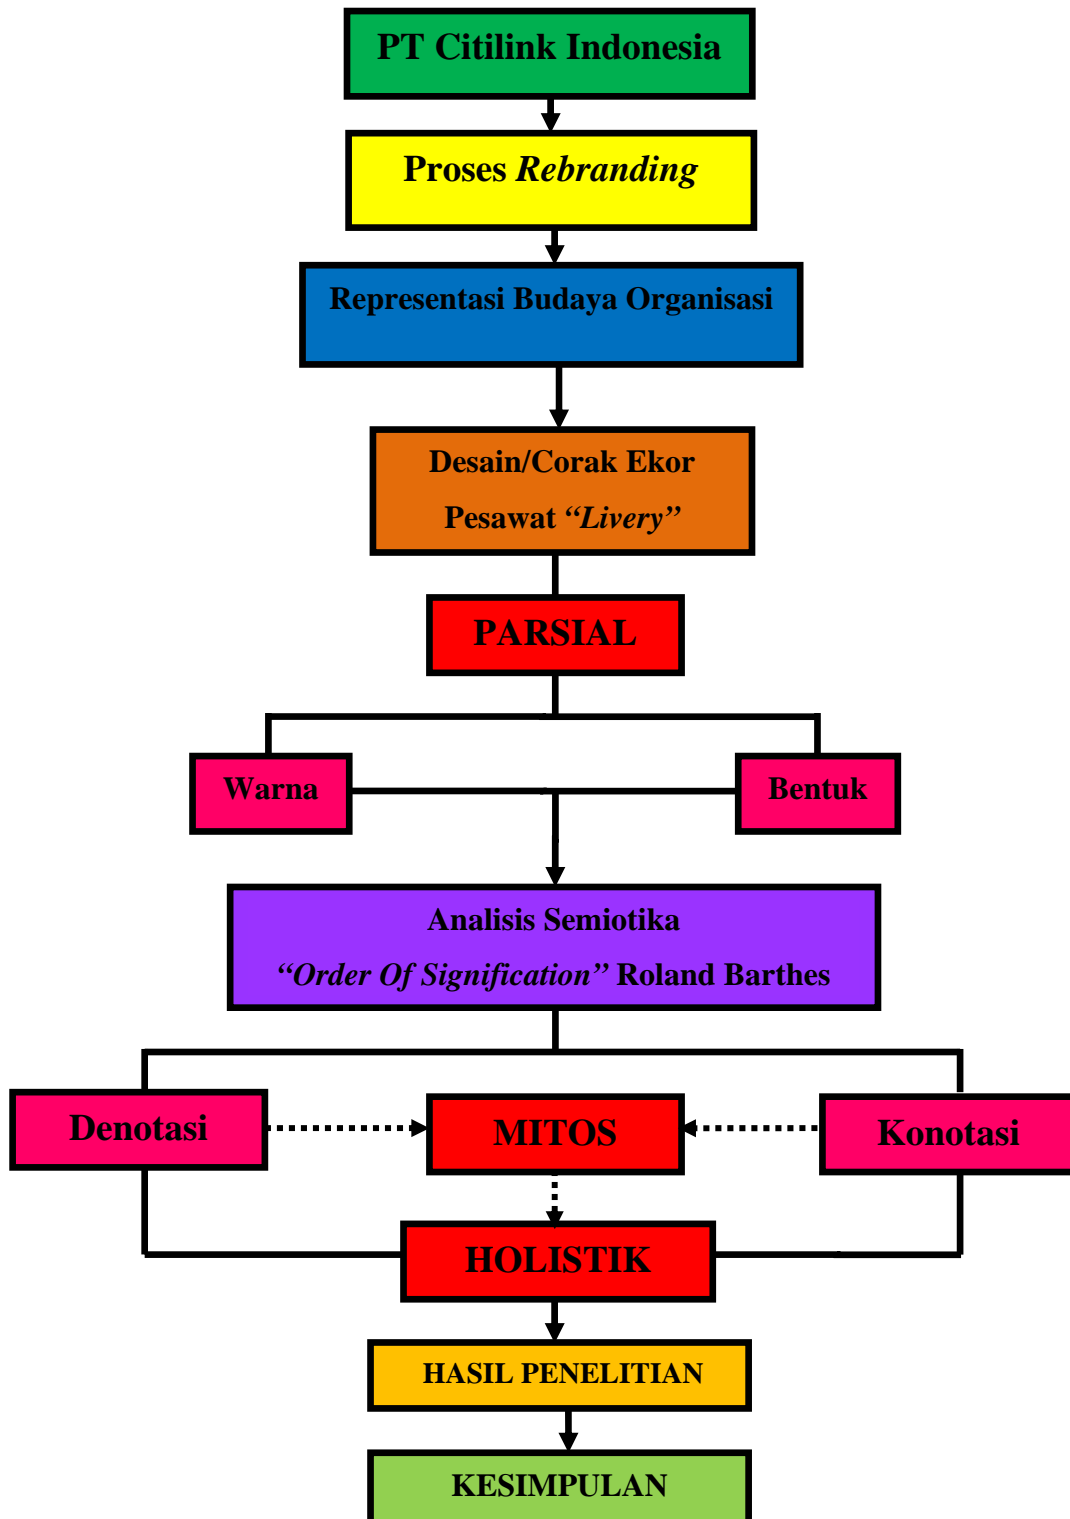 PT Citilink Indonesia
Proses Rebranding
Representasi Budaya Organisasi
Desain/Corak Ekor
Pesawat “Livery”
PARSIAL
Warna
Bentuk
Analisis Semiotika
“Order Of Signification” Roland Barthes
Denotasi
MITOS
Konotasi
HOLISTIK
HASIL PENELITIAN
KESIMPULAN